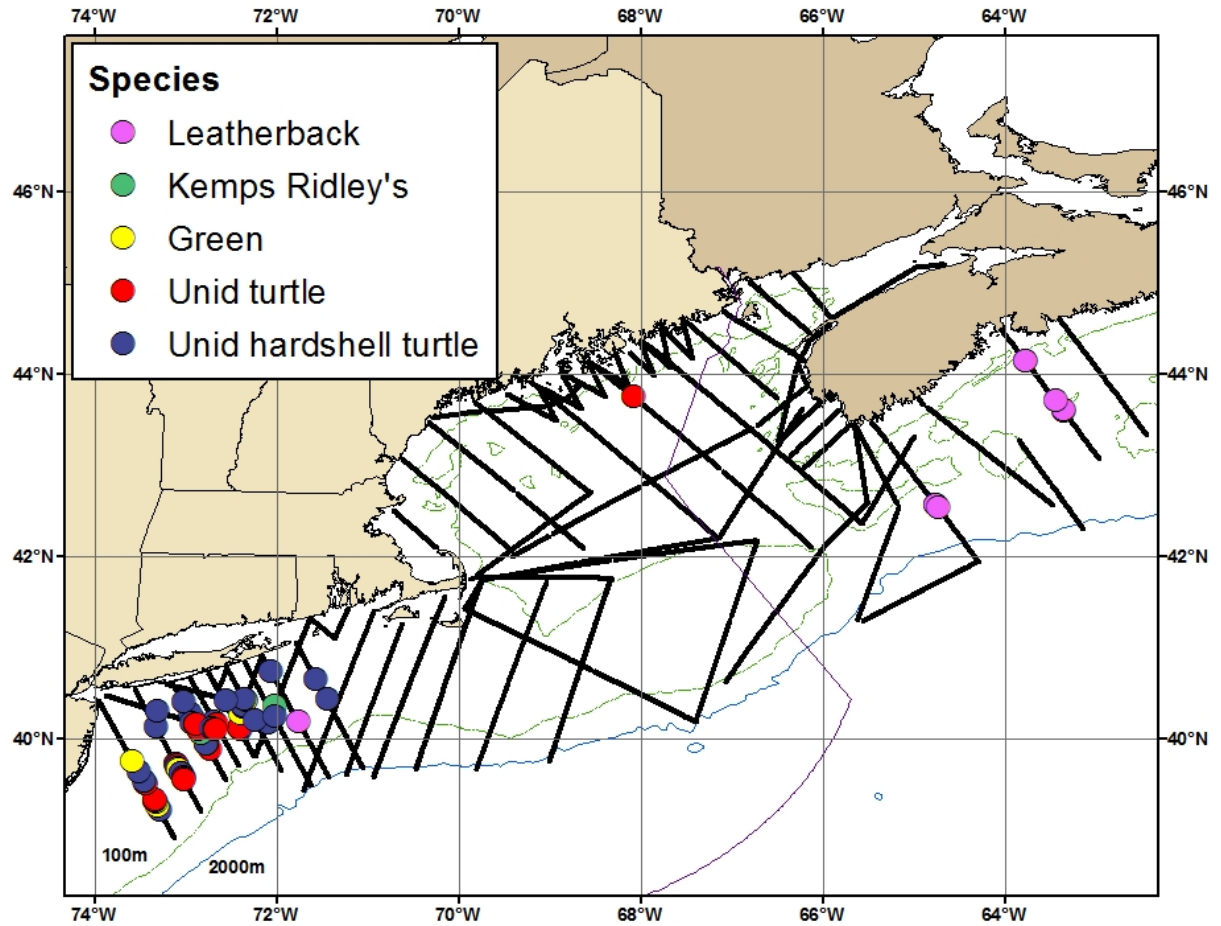 74°W 72°W 70°W 68°W 66°W 64°W
Species
Leatherback
Kemps Ridley's
Green
Unid turtle
Unid hardshell turtle
46°N 46°N
44°N 44°N
42°N 42°N
40°N 40°N
100m
2000m
74°W 72°W 70°W 68°W 66°W 64°W